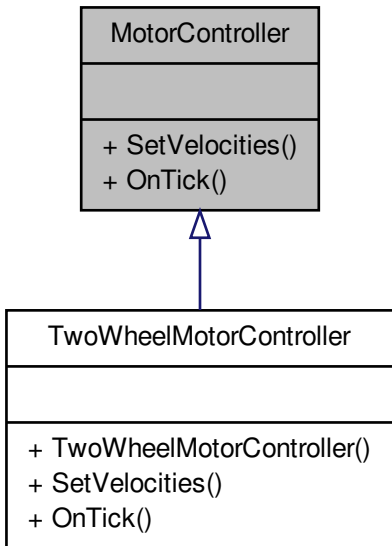 MotorController
+ SetVelocities()
+ OnTick()
TwoWheelMotorController
+ TwoWheelMotorController()
+ SetVelocities()
+ OnTick()